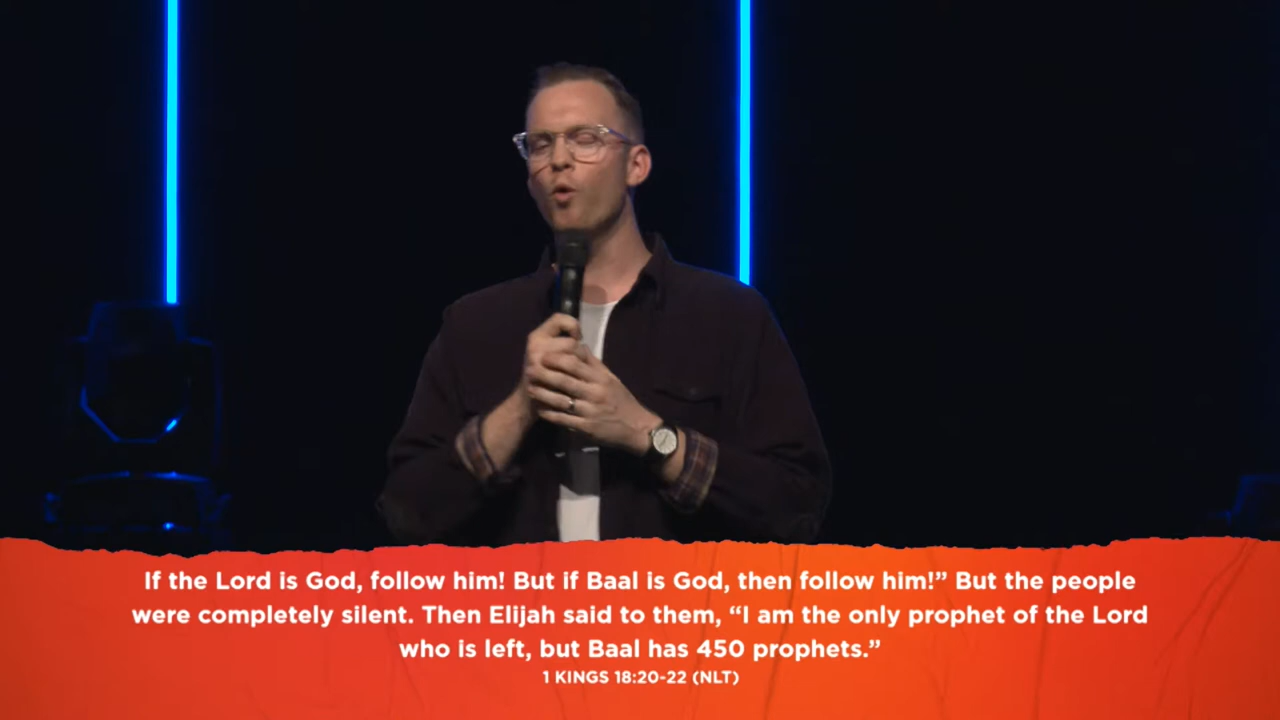 If the Lord is God, follow him! But if Baal is God, then follow him!” But the people
were completely silent. Then Elijah said to them, “I am the only prophet of the Lord
who is left, but Baal has 450 prophets.”
1 KINGS 18:20-22 (NLT)